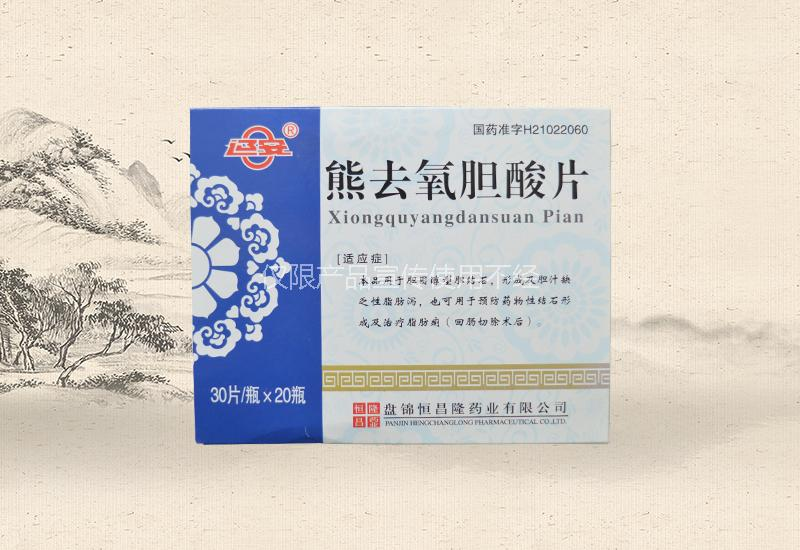 国药准字H21022060
辽安®
熊去氧胆酸片
Xiongquyangdansuan Pian
[适应症]
本品用于胆固醇型胆结石，形成及胆汁缺
乏性脂肪泻，也可用于预防药物性结石形
成及治疗脂肪痢（回肠切除术后）。
仅限产品宣传使用不经
30片/瓶×20瓶
恒昌隆药业
盘锦恒昌隆药业有限公司
PANJIN HENGCHANGLONG PHARMACEUTICAL CO.,LTD.